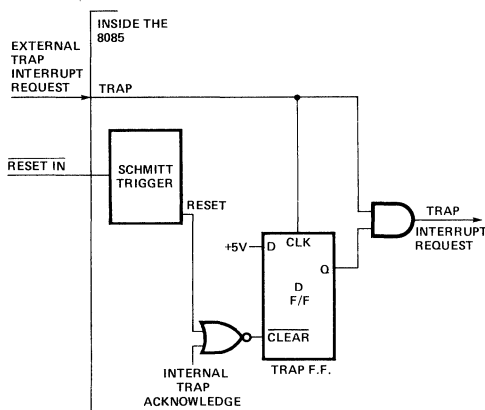 INSIDE THE
8085
EXTERNAL
TRAP
INTERRUPT
REQUEST
TRAP
RESET IN
SCHMITT
TRIGGER
RESET
+5V
D
CLK
Q
D
F/F
CLEAR
TRAP F.F.
TRAP
INTERRUPT
REQUEST
INTERNAL
TRAP
ACKNOWLEDGE